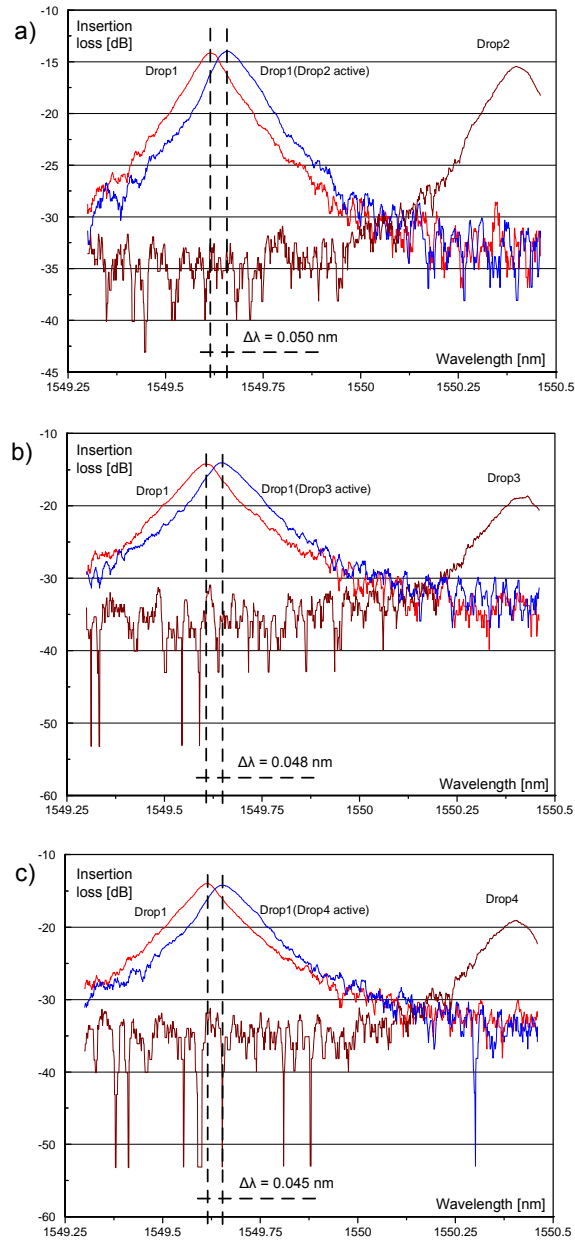 a)
Insertion
loss [dB]
Drop1
Drop1(Drop2 active)
Drop2
-10
-15
-20
-25
-30
-35
-40
-45
Δλ = 0.050 nm
Wavelength [nm]
1549.25 1549.5 1549.75 1550 1550.25 1550.5
b)
Insertion
loss [dB]
Drop1
Drop1(Drop3 active)
Drop3
-10
-20
-30
-40
-50
-60
Δλ = 0.048 nm
Wavelength [nm]
1549.25 1549.5 1549.75 1550 1550.25 1550.5
c)
Insertion
loss [dB]
Drop1
Drop1(Drop4 active)
Drop4
-10
-20
-30
-40
-50
-60
Δλ = 0.045 nm
Wavelength [nm]
1549.25 1549.5 1549.75 1550 1550.25 1550.5